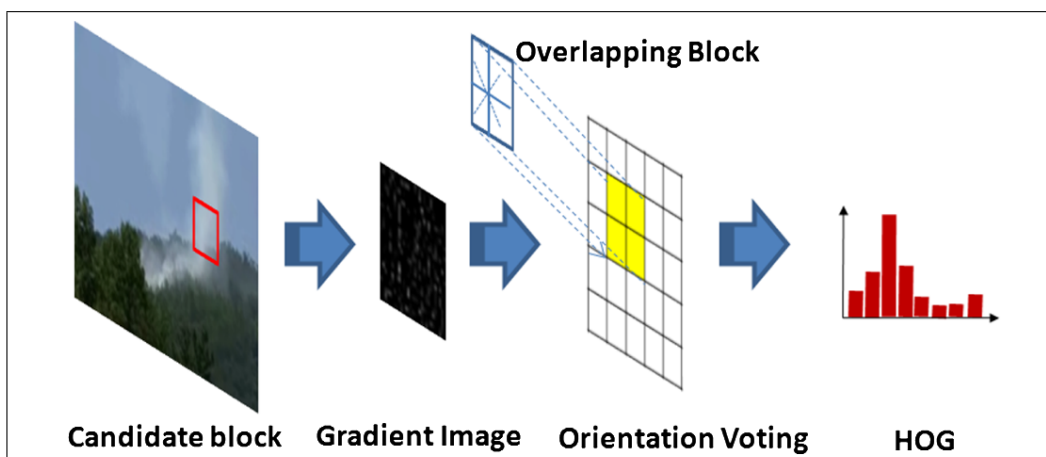 Overlapping Block
Candidate block
Gradient Image
Orientation Voting
HOG